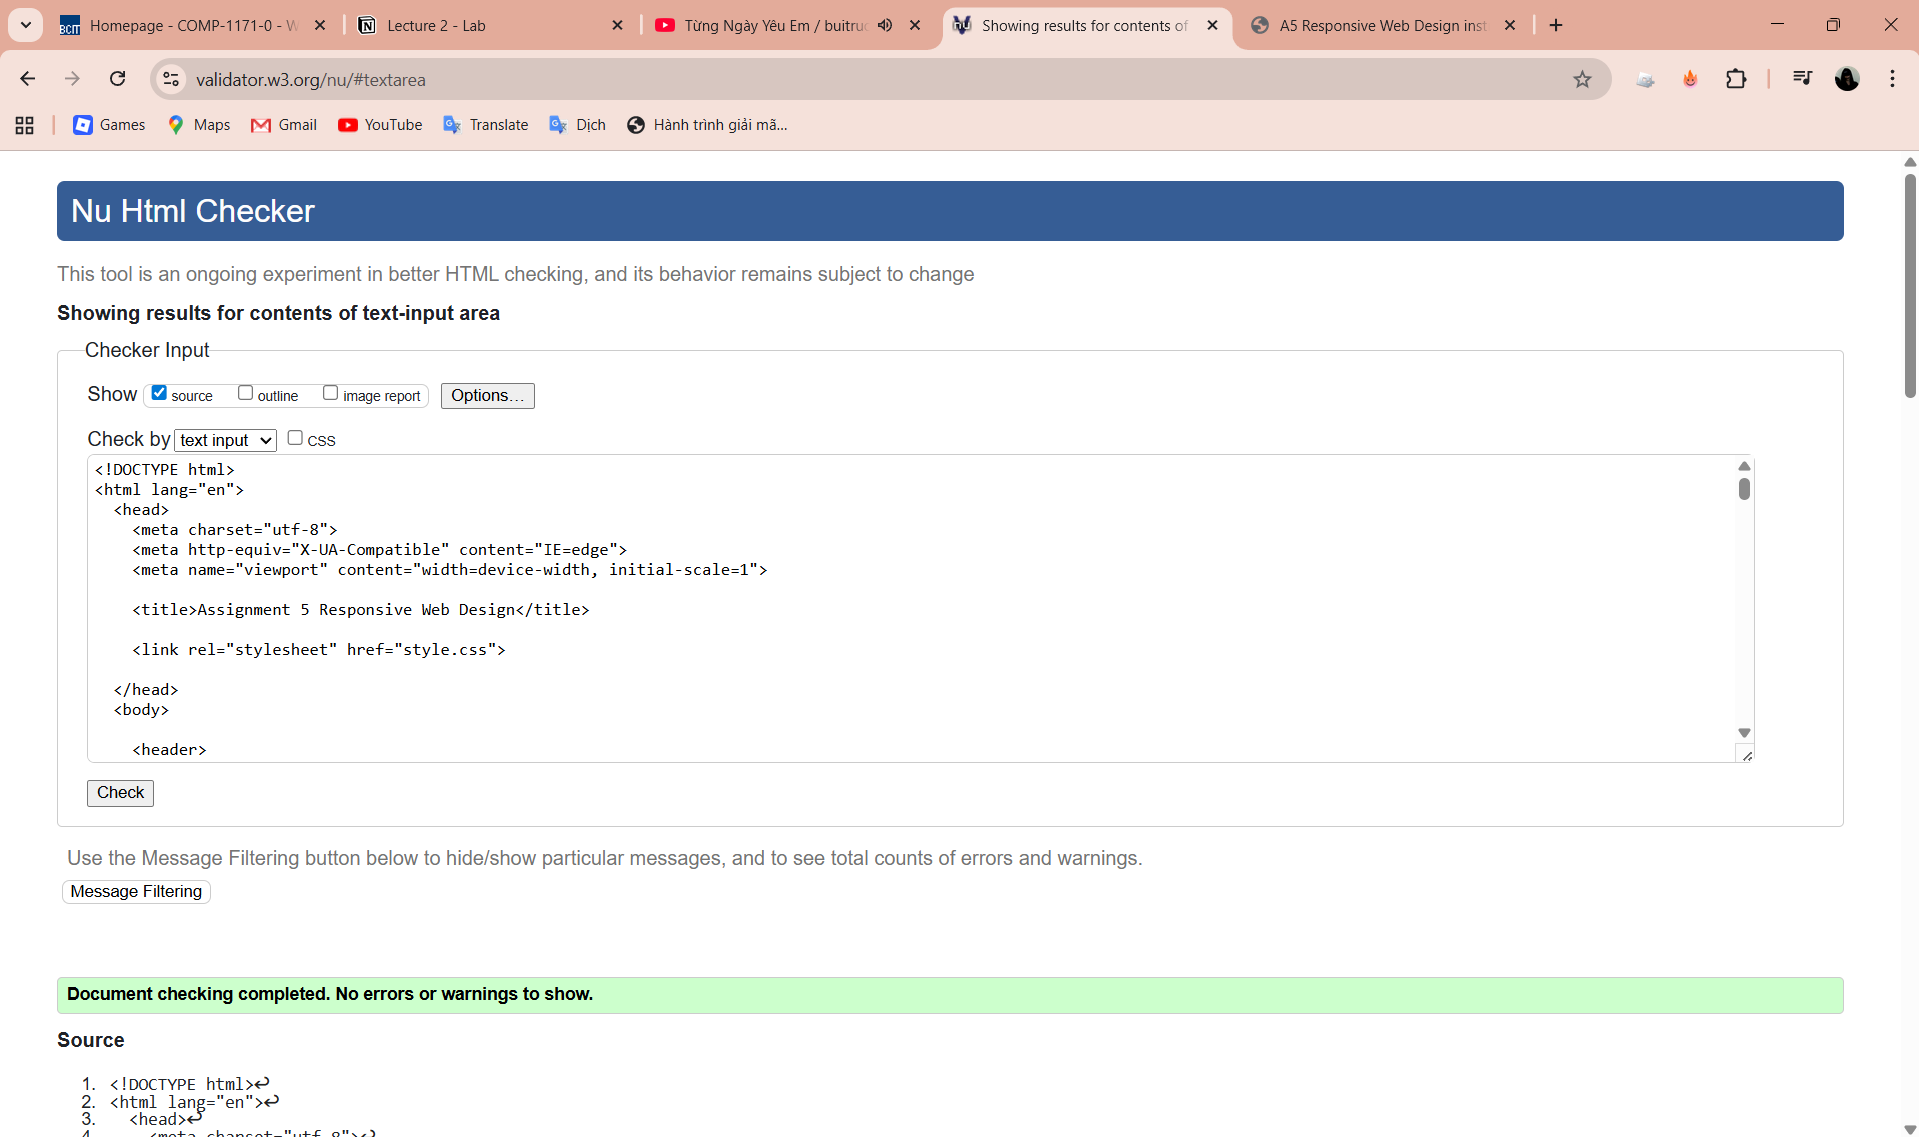 Homepage - COMP-1171-0 - W
Lecture 2 - Lab
Từng Ngày Yêu Em / buitruc
Showing results for contents of
A5 Responsive Web Design inst
validator.w3.org/nu/#textarea
Games
Maps
Gmail
YouTube
Translate
Dịch
Hành trình giải mã...
Nu Html Checker
This tool is an ongoing experiment in better HTML checking, and its behavior remains subject to change
Showing results for contents of text-input area
Checker Input
Show source outline image report Options...
Check by text input CSS
<!DOCTYPE html>
<html lang="en">
<head>
<meta charset="utf-8">
<meta http-equiv="X-UA-Compatible" content="IE=edge">
<meta name="viewport" content="width=device-width, initial-scale=1">
<title>Assignment 5 Responsive Web Design</title>
<link rel="stylesheet" href="style.css">
</head>
<body>
<header>
Check
Use the Message Filtering button below to hide/show particular messages, and to see total counts of errors and warnings.
Message Filtering
Document checking completed. No errors or warnings to show.
Source
1. <!DOCTYPE html>↩
2. <html lang="en">↩
3. <head>↩
4. <meta charset="utf-8">↩